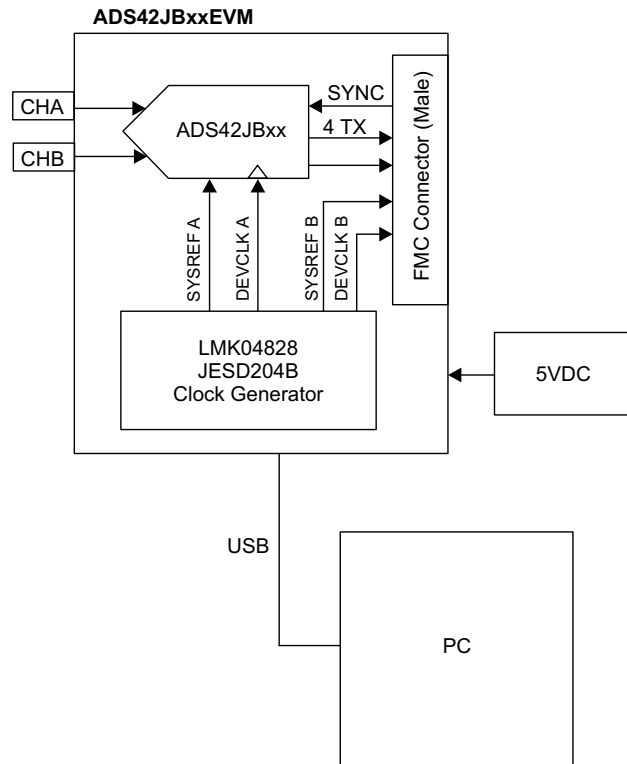 ADS42JBxxEVM
CHA
CHB
ADS42JBxx
SYNC
4 TX
FMC Connector (Male)
SYSREF A
DEVCLK A
SYSREF B
DEVCLK B
LMK04828
JESD204B
Clock Generator
5VDC
USB
PC